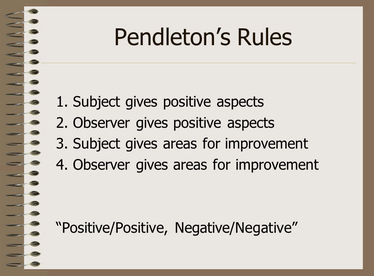 Pendleton’s Rules
1. Subject gives positive aspects
2. Observer gives positive aspects
3. Subject gives areas for improvement
4. Observer gives areas for improvement
“Positive/Positive, Negative/Negative”